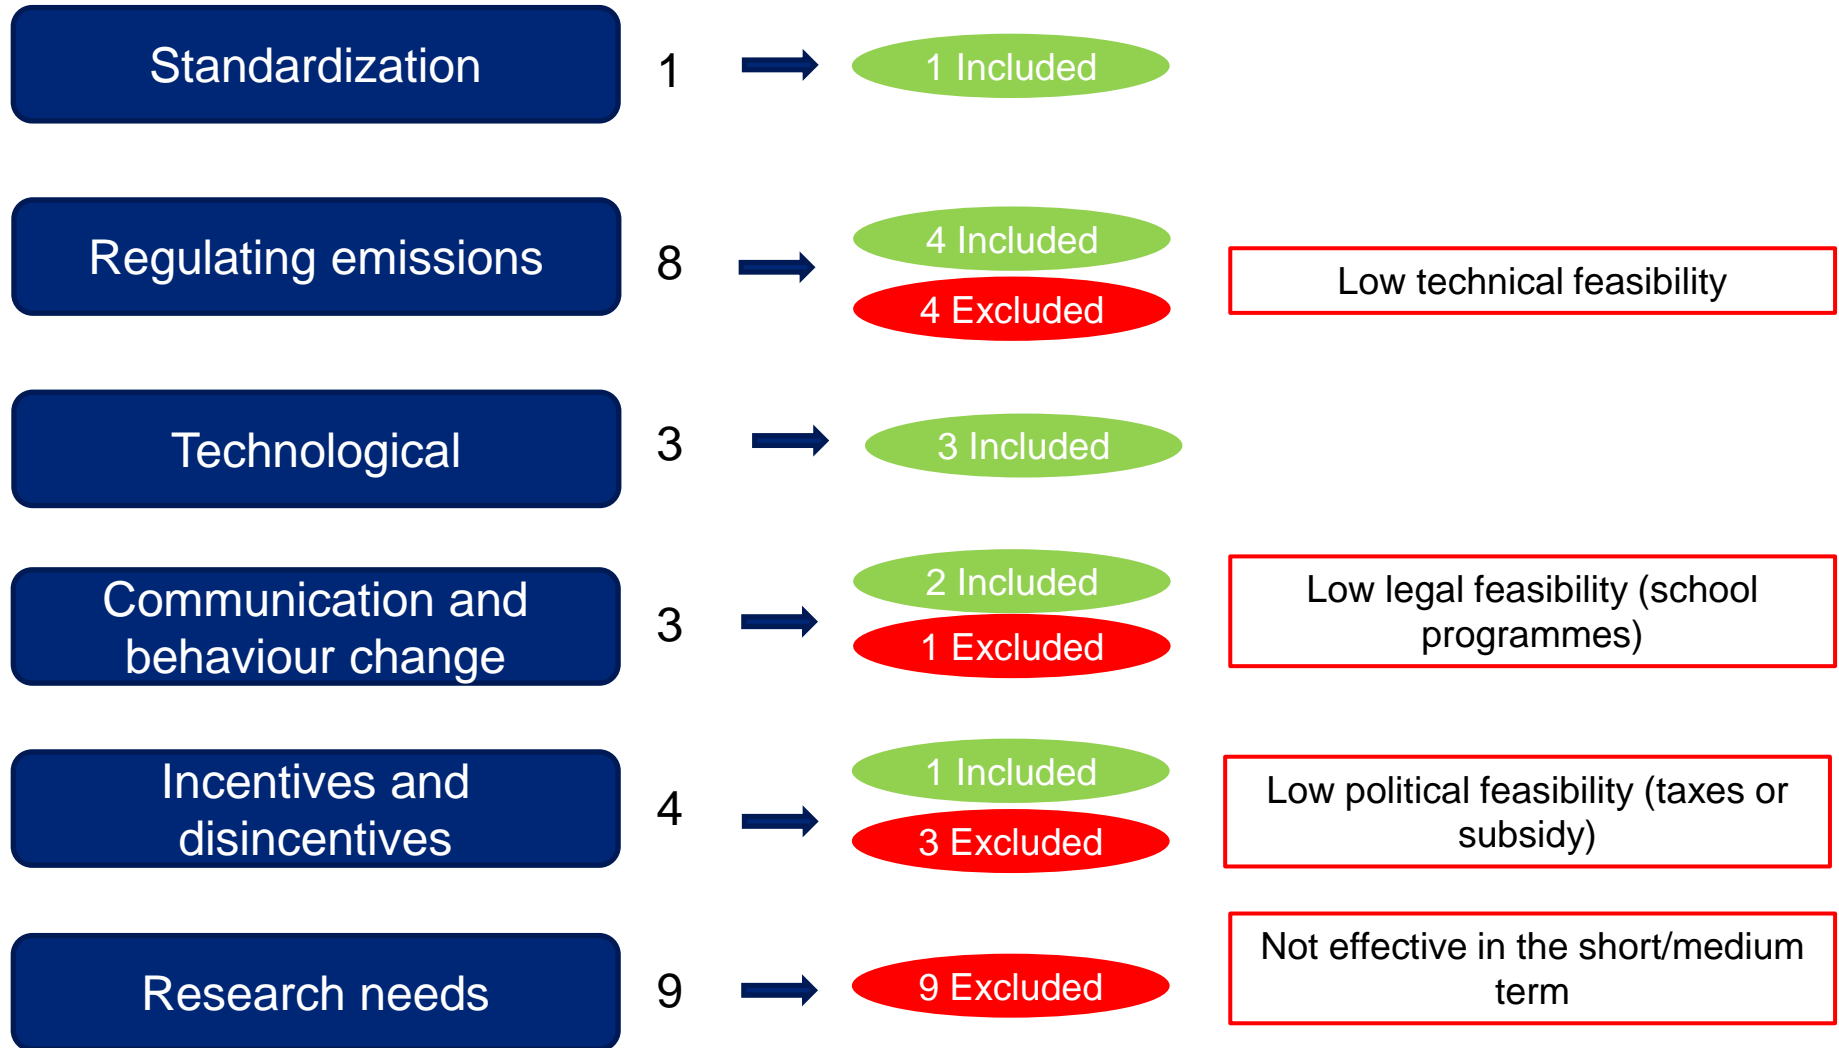 Standardization
1
1 Included
Regulating emissions
8
4 Included
4 Excluded
Low technical feasibility
Technological
3
3 Included
Communication and
behaviour change
3
2 Included
1 Excluded
Low legal feasibility (school
programmes)
Incentives and
disincentives
4
1 Included
3 Excluded
Low political feasibility (taxes or
subsidy)
Research needs
9
9 Excluded
Not effective in the short/medium
term